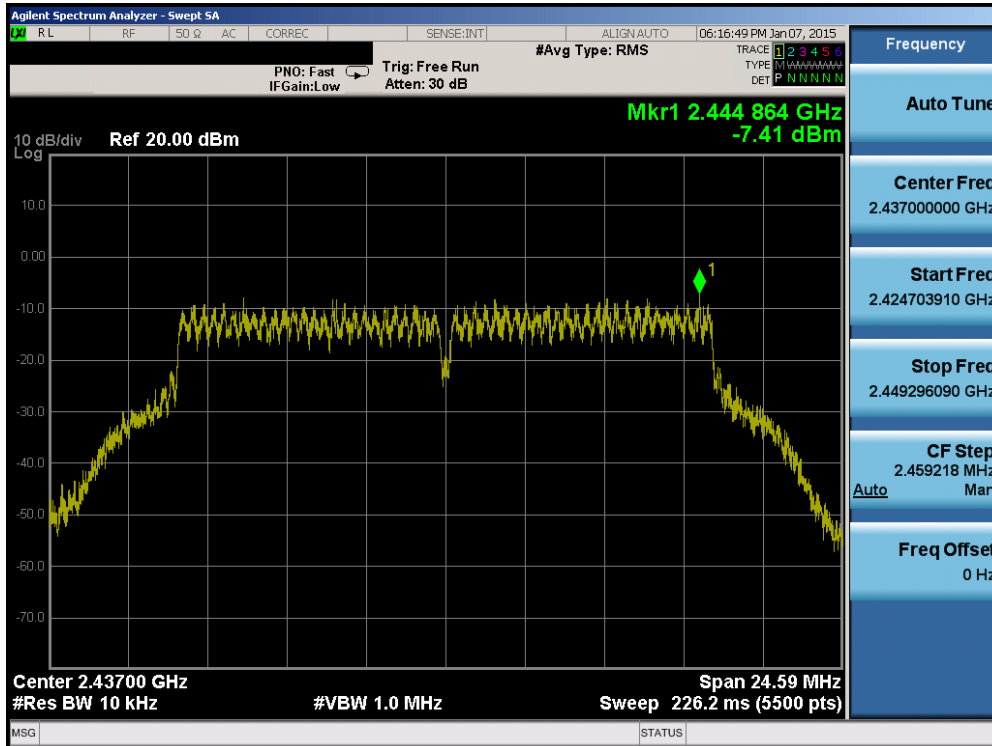 Agilent Spectrum Analyzer - Swept SA
LXI RL RF 50 Ω AC CORREC SENSE:INT ALIGN AUTO 06:16:49 PM Jan 07, 2015
#Avg Type: RMS
TRACE 1 2 3 4 5 6
PNO: Fast Trig: Free Run
TYPE M
IFGain:Low Atten: 30 dB
DET P N N N N N
Mkr1 2.444 864 GHz
-7.41 dBm
10 dB/div Ref 20.00 dBm
Log
10.0
0.00
1
-10.0
-20.0
-30.0
-40.0
-50.0
-60.0
-70.0
Center 2.43700 GHz Span 24.59 MHz
#Res BW 10 kHz #VBW 1.0 MHz Sweep 226.2 ms (5500 pts)
MSG STATUS
Frequency
Auto Tune
Center Freq
2.437000000 GHz
Start Freq
2.424703910 GHz
Stop Freq
2.449296090 GHz
CF Step
2.459218 MHz
Auto Man
Freq Offset
0 Hz